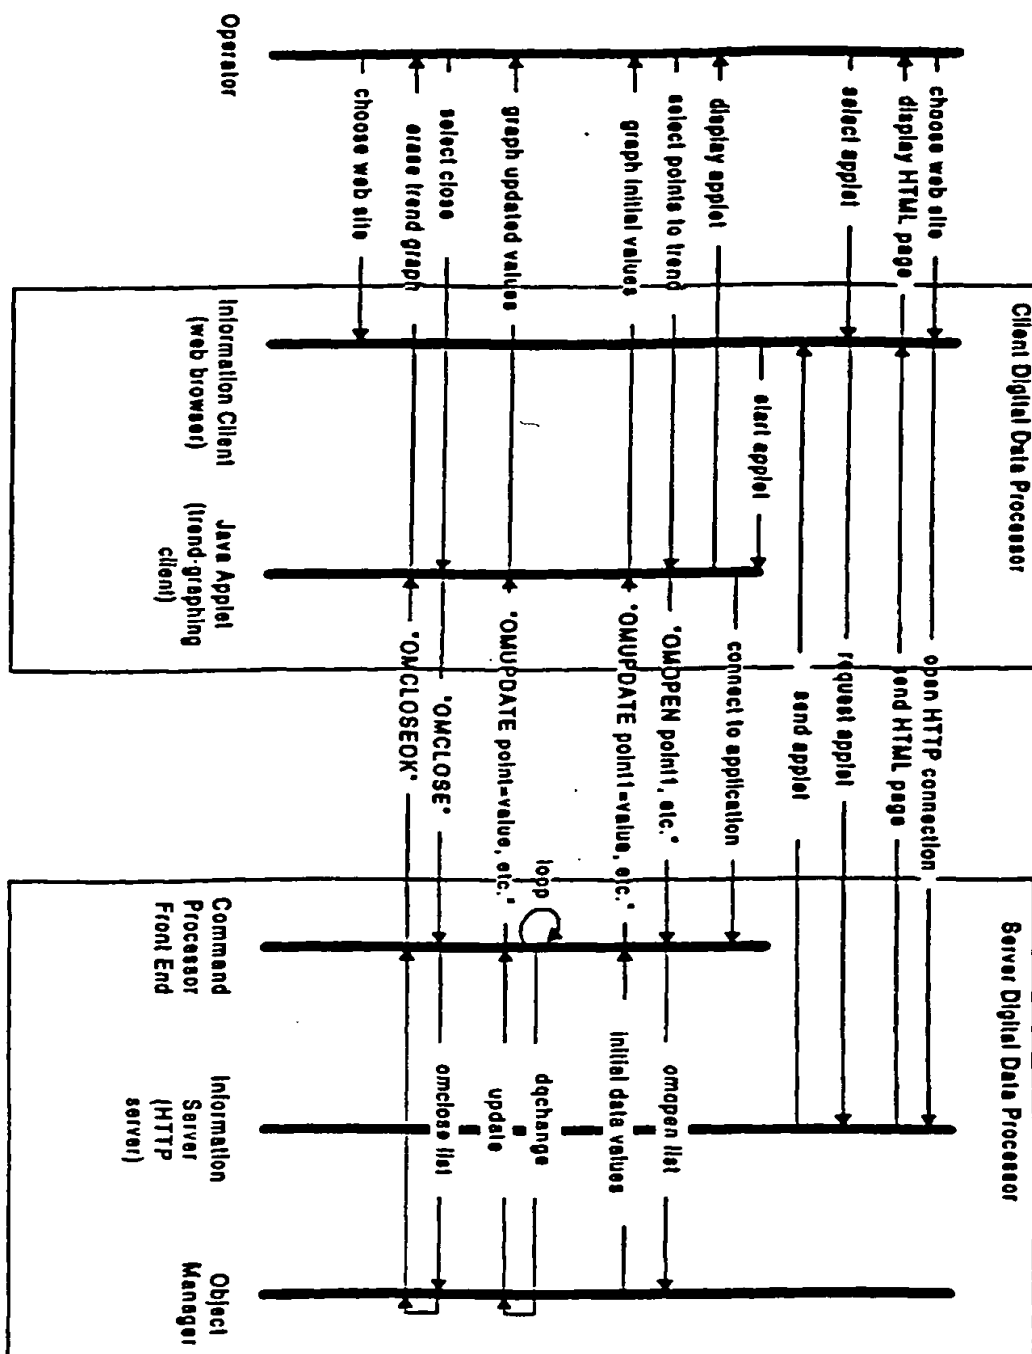 Client Digital Data Processor
Server Digital Data Processor
choose web site
open HTTP connection
display HTML page
send HTML page
select applet
request applet
send applet
start applet
connect to application
display applet
select points to trend
"OMOPEN point1, etc."
omopen list
graph initial values
"OMUPDATE point1=value, etc."
initial data values
loop
dqchange
graph updated values
"OMUPDATE point=value, etc."
update
select close
"OMCLOSE"
omclose list
erase trend graph
"OMCLOSEOK"
choose web site
Operator
Information Client
(web browser)
Java Applet
(trend-graphing
client)
Command
Processor
Front End
Information
Server
(HTTP
server)
Object
Manager